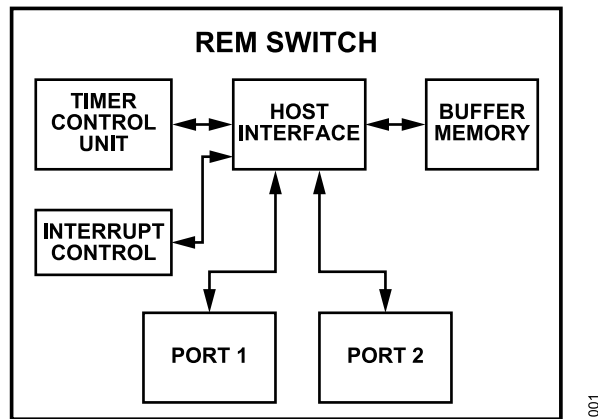 REM SWITCH
TIMER
CONTROL
UNIT
HOST
INTERFACE
BUFFER
MEMORY
INTERRUPT
CONTROL
PORT 1
PORT 2
001